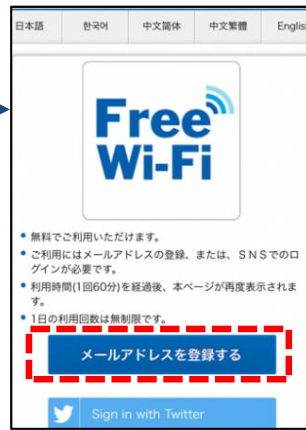 日本語 한국어 中文简体 中文繁體 Englis
Free
Wi-Fi
• 無料でご利用いただけます。
• ご利用にはメールアドレスの登録、または、ＳＮＳでのロ
グインが必要です。
• 利用時間(1回60分)を経過後、本ページが再度表示されま
す。
• 1日の利用回数は無制限です。
メールアドレスを登録する
Sign in with Twitter